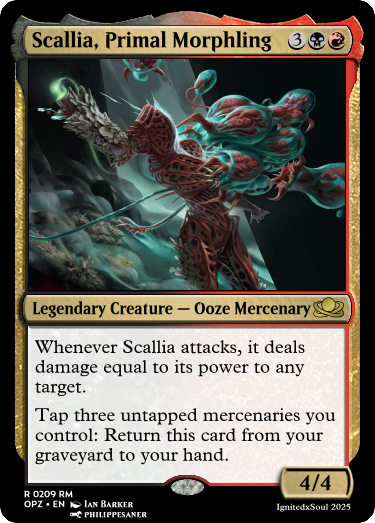 Scallia, Primal Morphling 3
Legendary Creature — Ooze Mercenary
Whenever Scallia attacks, it deals
damage equal to its power to any
target.
Tap three untapped mercenaries you
control: Return this card from your
graveyard to your hand.
4/4
R 0209 RM
OPZ • EN Ian Barker
philippesaner
IgnitedxSoul 2025